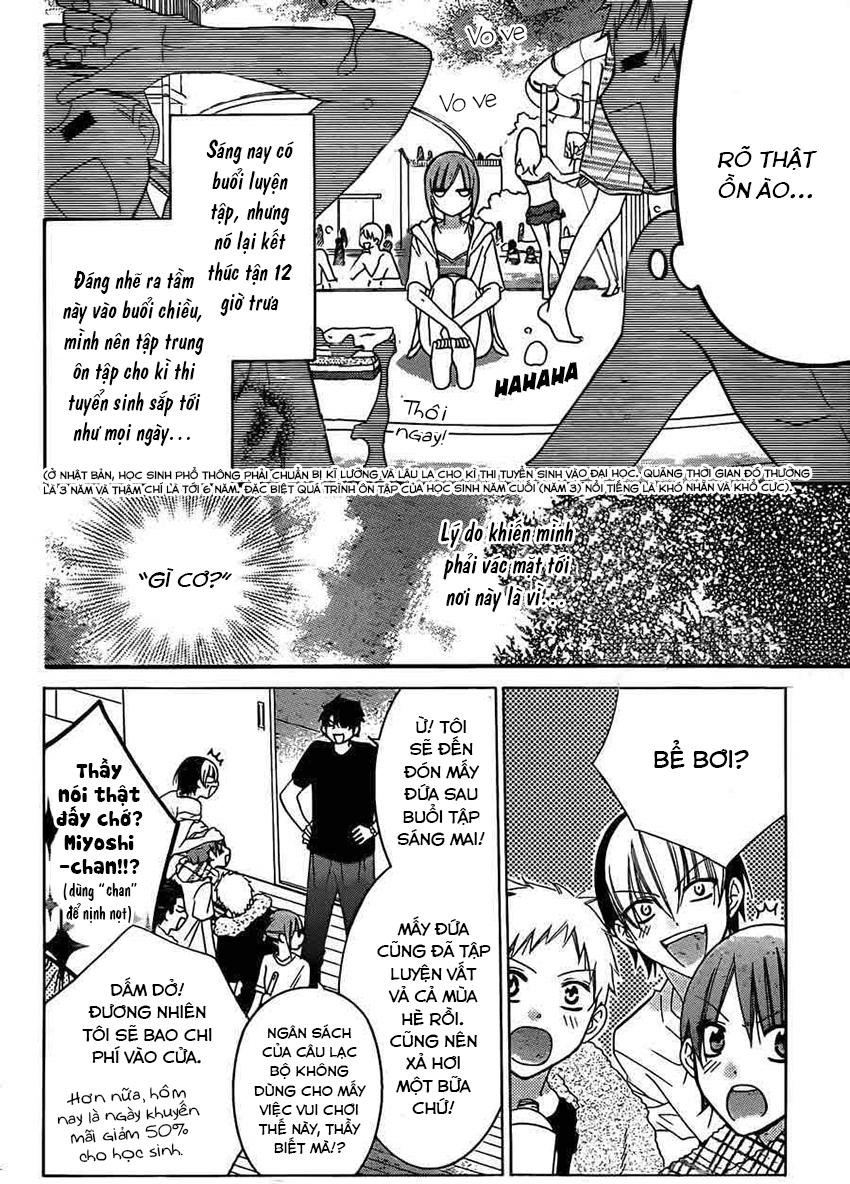 Vo ve
Vo ve
RÕ THẬT
ỒN ÀO...
Sáng nay có
buổi luyện
tập, nhưng
nó lại kết
thúc tận 12
giờ trưa
Đáng nhẽ ra tầm
này vào buổi chiều,
mình nên tập trung
ôn tập cho kì thi
tuyển sinh sắp tới
như mọi ngày...
HAHAHA
Thôi
ngay!
(Ở NHẬT BẢN, HỌC SINH PHỔ THÔNG PHẢI CHUẨN BỊ KĨ LƯỠNG VÀ LÂU LA CHO KÌ THI TUYỂN SINH VÀO ĐẠI HỌC. QUÃNG THỜI GIAN ĐÓ THƯỜNG
LÀ 3 NĂM VÀ THẬM CHÍ LÀ TỚI 6 NĂM. ĐẶC BIỆT QUÁ TRÌNH ÔN TẬP CỦA HỌC SINH NĂM CUỐI (NĂM 3) NỔI TIẾNG LÀ KHÓ NHẰN VÀ KHỔ CỰC).
Lý do khiến mình
phải vác mặt tới
nơi này là vì!...
"GÌ CƠ?"
BỂ BƠI?
Ừ! TÔI
SẼ ĐẾN
ĐÓN MẤY
ĐỨA SAU
BUỔI TẬP
SÁNG MAI!
MẤY ĐỨA
CŨNG ĐÃ TẬP
LUYỆN VẤT
VẢ CẢ MÙA
HÈ RỒI.
CŨNG NÊN
XẢ HƠI
MỘT BỮA
CHỨ!
Thầy
nói thật
đấy chớ?
Miyoshi
-chan!!?
(dùng "chan"
để nịnh nọt)
NGÂN SÁCH
CỦA CÂU LẠC
BỘ KHÔNG
DÙNG CHO MẤY
VIỆC VUI CHƠI
THẾ NÀY, THẦY
BIẾT MÀ!?
DẤM DỞ!
ĐƯƠNG NHIÊN
TÔI SẼ BAO CHI
PHÍ VÀO CỬA.
Hơn nữa, hôm
nay là ngày khuyến
mãi giảm 50%
cho học sinh.